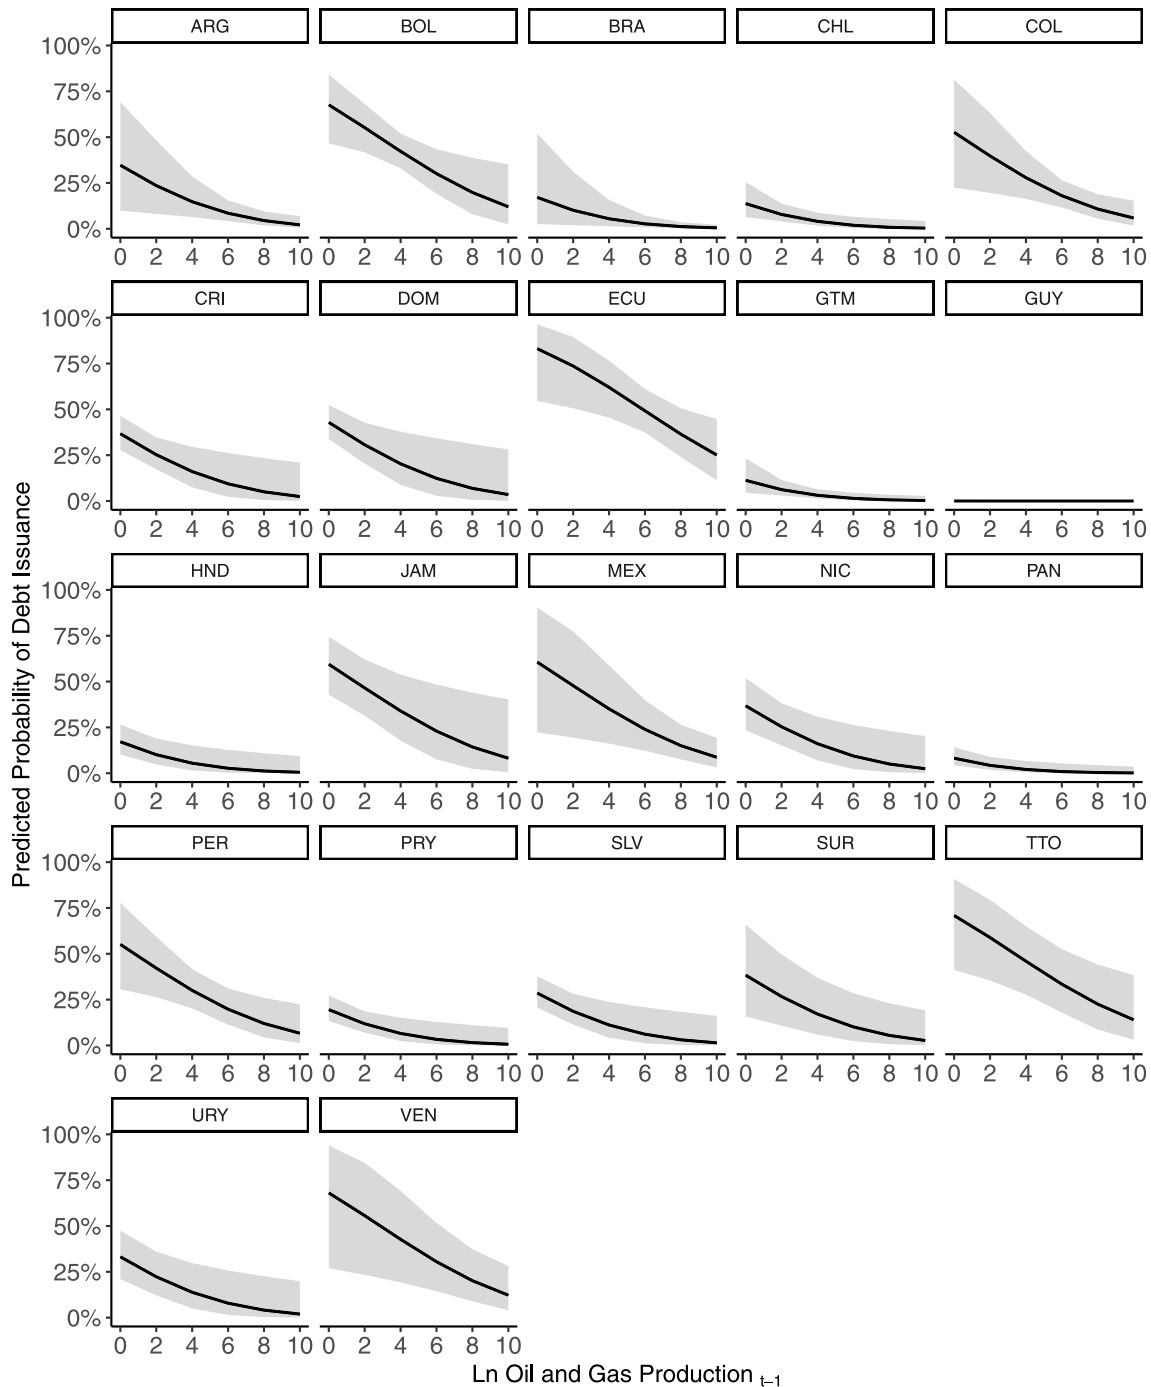 ARG BOL BRA CHL COL
100%
75%
50%
25%
0%
0 2 4 6 8 10 0 2 4 6 8 10 0 2 4 6 8 10 0 2 4 6 8 10 0 2 4 6 8 10
CRI DOM ECU GTM GUY
100%
75%
50%
25%
0%
0 2 4 6 8 10 0 2 4 6 8 10 0 2 4 6 8 10 0 2 4 6 8 10 0 2 4 6 8 10
HND JAM MEX NIC PAN
100%
75%
50%
25%
0%
0 2 4 6 8 10 0 2 4 6 8 10 0 2 4 6 8 10 0 2 4 6 8 10 0 2 4 6 8 10
PER PRY SLV SUR TTO
100%
75%
50%
25%
0%
0 2 4 6 8 10 0 2 4 6 8 10 0 2 4 6 8 10 0 2 4 6 8 10 0 2 4 6 8 10
URY VEN
100%
75%
50%
25%
0%
0 2 4 6 8 10 0 2 4 6 8 10
Predicted Probability of Debt Issuance
Ln Oil and Gas Production t−1